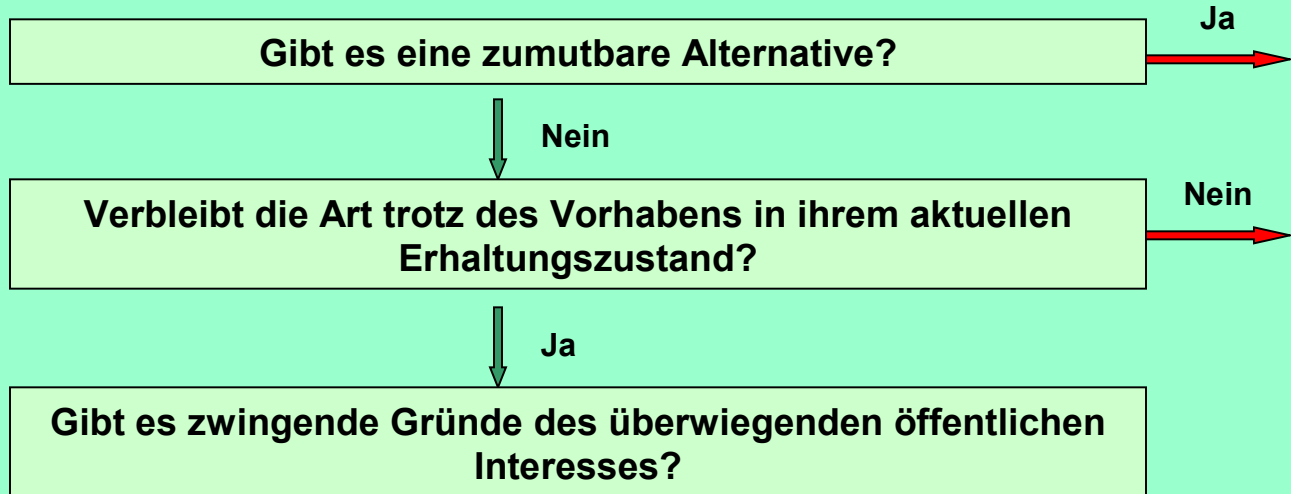 Ja
Gibt es eine zumutbare Alternative?
Nein
Verbleibt die Art trotz des Vorhabens in ihrem aktuellen
Erhaltungszustand?
Nein
Ja
Gibt es zwingende Gründe des überwiegenden öffentlichen
Interesses?